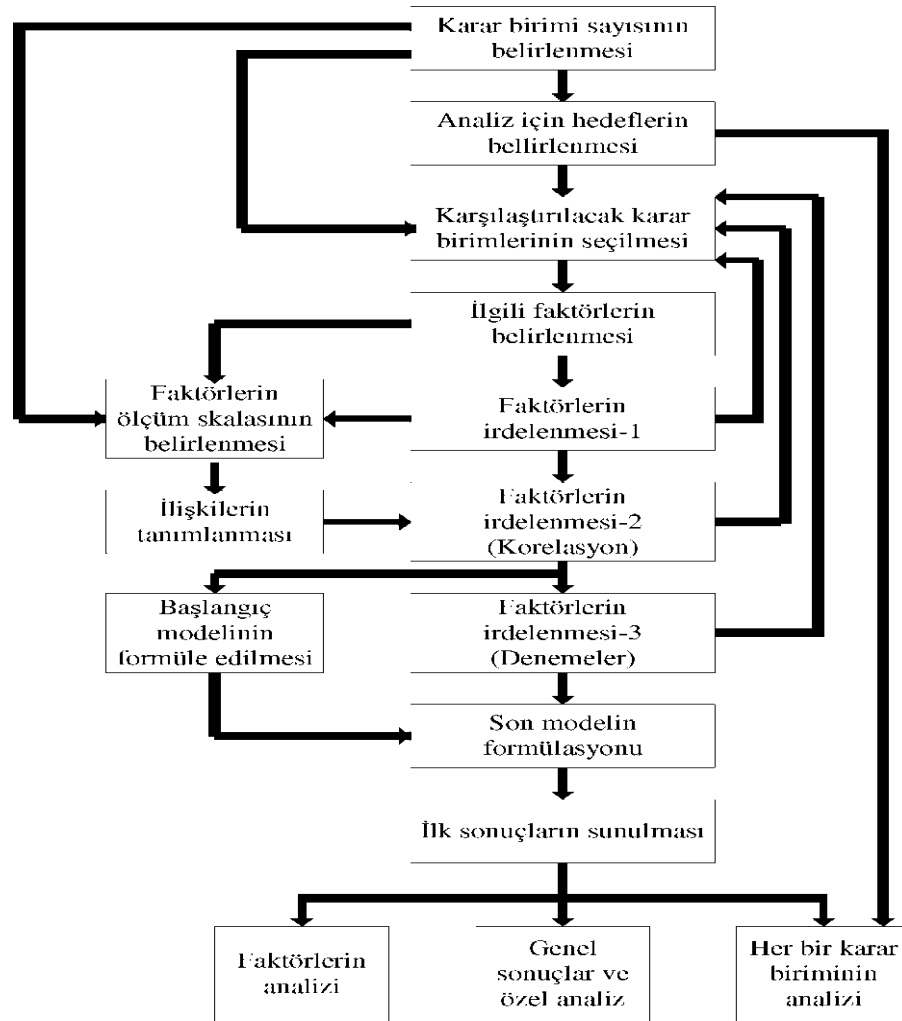 Karar birimi sayısının
belirlenmesi
Analiz için hedeflerin
bellirlenmesi
Karşılaştırılacak karar
birimlerinin seçilmesi
İlgili faktörlerin
belirlenmesi
Faktörlerin
ölçüm skalasının
belirlenmesi
Faktörlerin
irdelenmesi-1
İlişkilerin
tanımlanması
Faktörlerin
irdelenmesi-2
(Korelasyon)
Başlangıç
modelinin
formüle edilmesi
Faktörlerin
irdelenmesi-3
(Denemeler)
Son modelin
formülasyonu
İlk sonuçların sunulması
Faktörlerin
analizi
Genel
sonuçlar ve
özel analiz
Her bir karar
biriminin
analizi